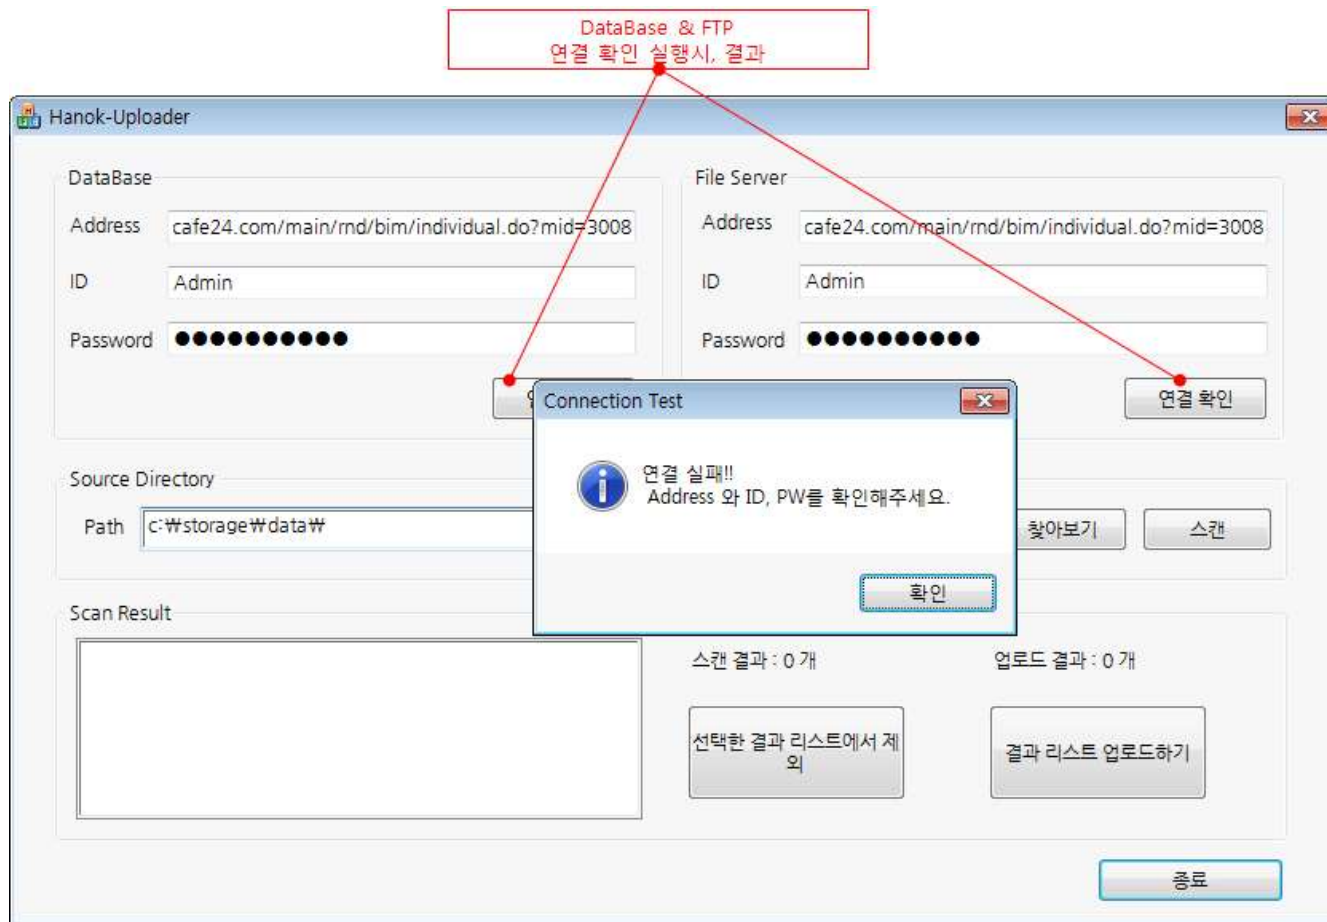 DataBase & FTP
연결 확인 실행시, 결과
Hanok-Uploader
DataBase
Address cafe24.com/main/rnd/bim/individual.do?mid=3008
ID Admin
Password ●●●●●●●●●●
File Server
Address cafe24.com/main/rnd/bim/individual.do?mid=3008
ID Admin
Password ●●●●●●●●●●
연결 확인
Connection Test
연결 실패!!
Address 와 ID, PW를 확인해주세요.
확인
Source Directory
Path c:₩storage₩data₩
찾아보기
스캔
Scan Result
스캔 결과 : 0 개
업로드 결과 : 0 개
선택한 결과 리스트에서 제
외
결과 리스트 업로드하기
종료